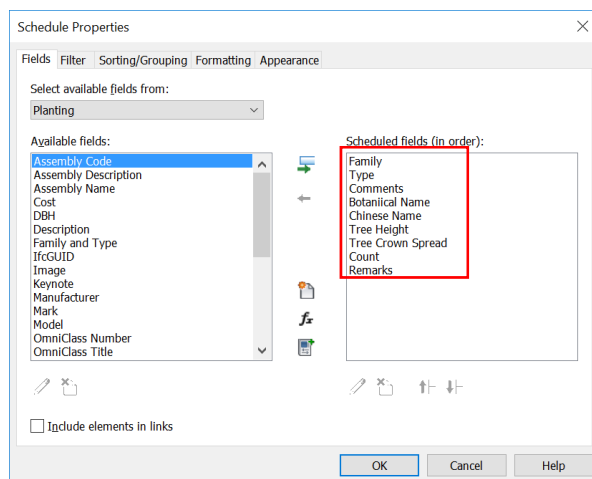 Schedule Properties
Fields Filter Sorting/Grouping Formatting Appearance
Select available fields from:
Planting
Available fields:
Assembly Code
Assembly Description
Assembly Name
Cost
DBH
Description
Family and Type
IfcGUID
Image
Keynote
Manufacturer
Mark
Model
OmniClass Number
OmniClass Title
fx
Scheduled fields (in order):
Family
Type
Comments
Botaniical Name
Chinese Name
Tree Height
Tree Crown Spread
Count
Remarks
Include elements in links
OK Cancel Help